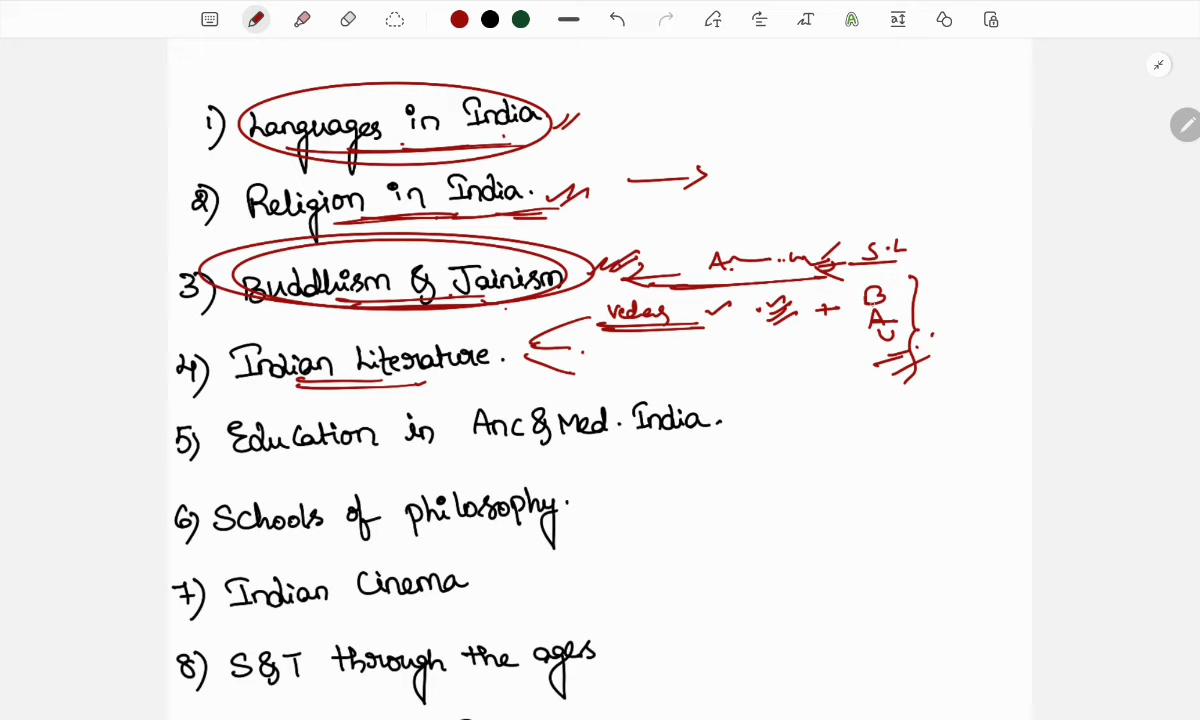 1) Languages in India
2) Religion in India.
3) Buddhism & Jainism
S.L
vedas + B
A
U
4) Indian Literature.
5) Education in Anc & Med. India.
6) Schools of philosophy.
7) Indian Cinema
8) S&T through the ages